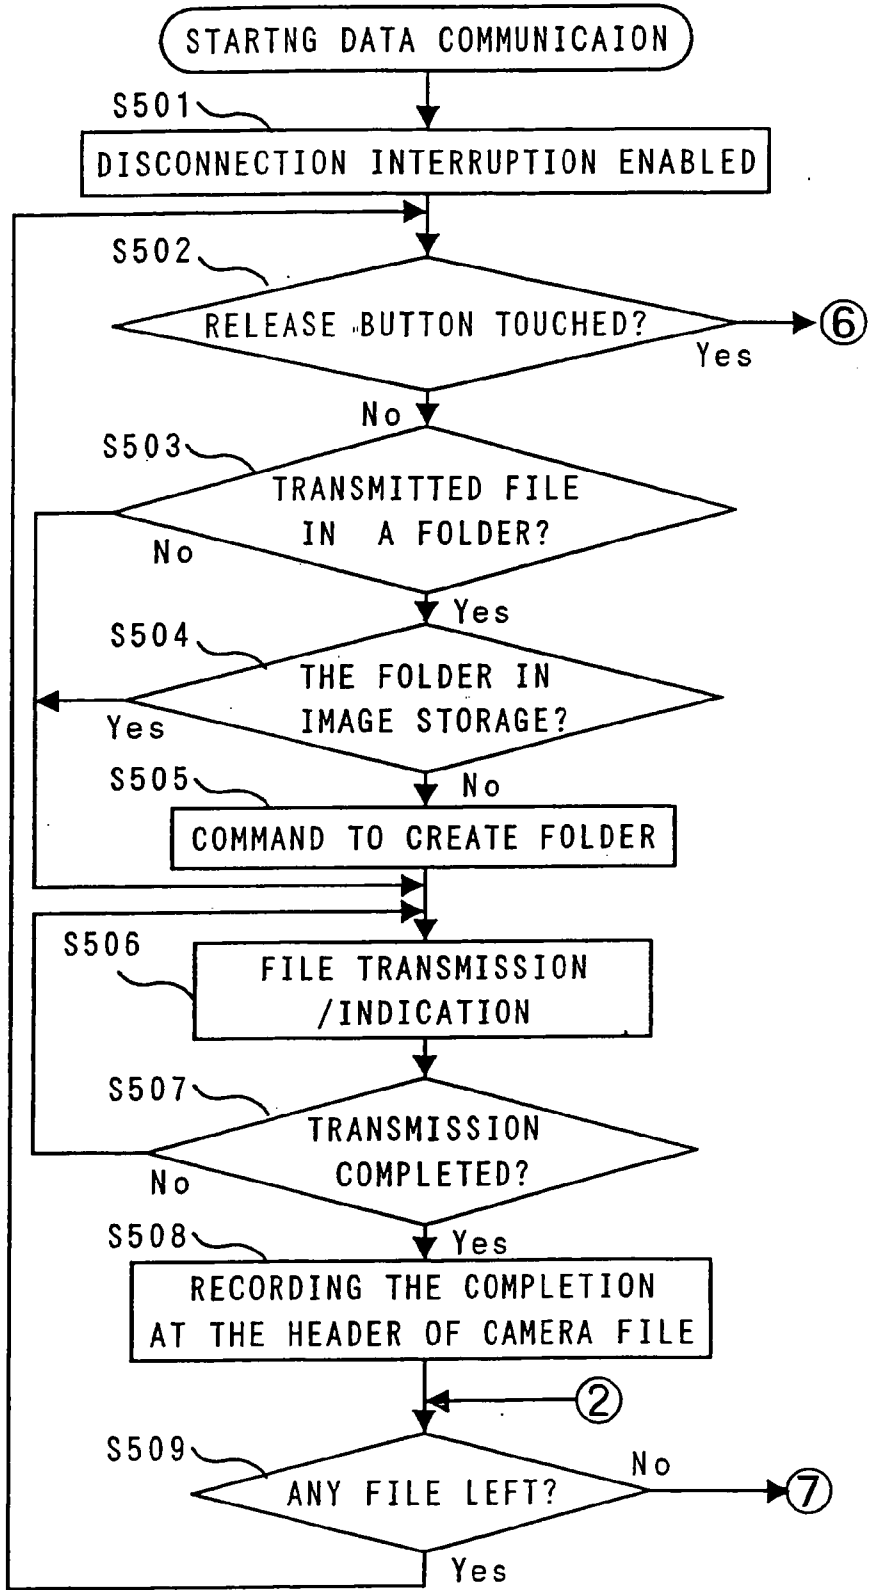 STARTNG DATA COMMUNICAION
S501
DISCONNECTION INTERRUPTION ENABLED
S502
RELEASE BUTTON TOUCHED?
⑥
Yes
No
S503
TRANSMITTED FILE
IN A FOLDER?
No
Yes
S504
THE FOLDER IN
IMAGE STORAGE?
Yes
No
S505
COMMAND TO CREATE FOLDER
S506
FILE TRANSMISSION
/INDICATION
S507
TRANSMISSION
COMPLETED?
No
Yes
S508
RECORDING THE COMPLETION
AT THE HEADER OF CAMERA FILE
②
S509
No
ANY FILE LEFT?
⑦
Yes